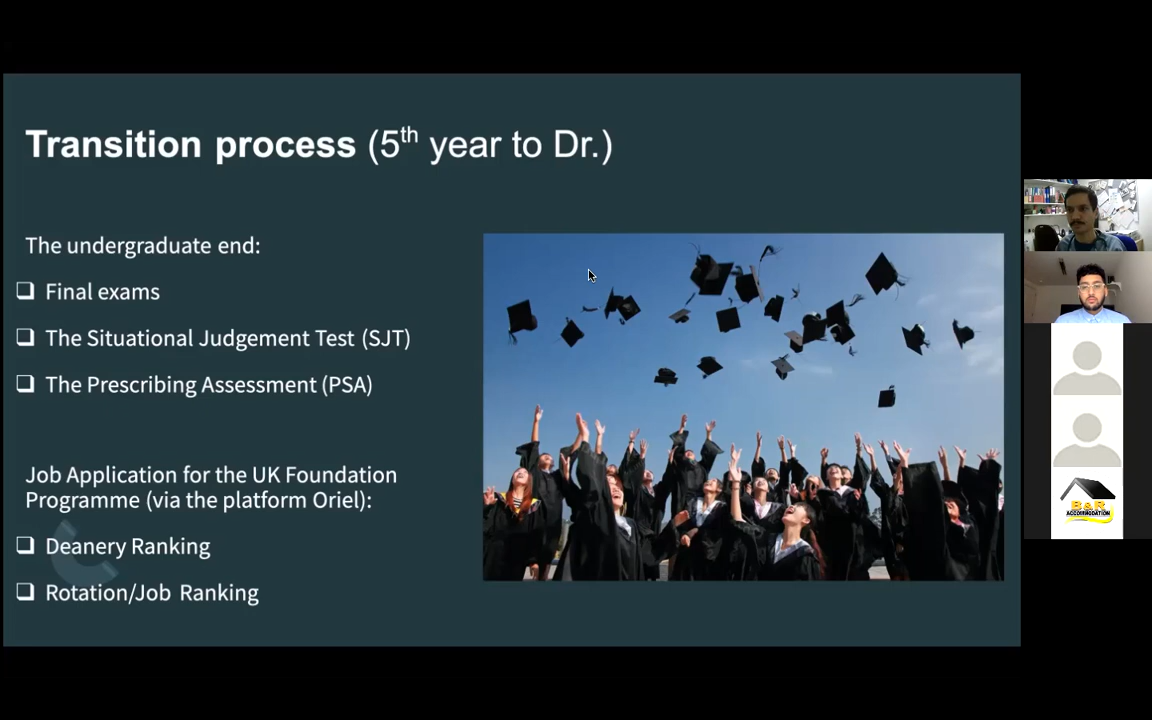 Transition process (5th year to Dr.)
The undergraduate end:
❑ Final exams
❑ The Situational Judgement Test (SJT)
❑ The Prescribing Assessment (PSA)
Job Application for the UK Foundation
Programme (via the platform Oriel):
❑ Deanery Ranking
❑ Rotation/Job Ranking
B&R
ACCOMMODATION